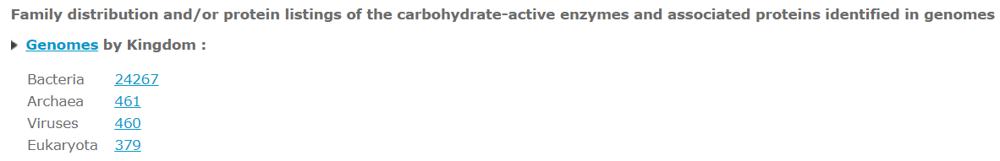 Family distribution and/or protein listings of the carbohydrate-active enzymes and associated proteins identified in genomes
Genomes by Kingdom :
Bacteria 24267
Archaea 461
Viruses 460
Eukaryota 379